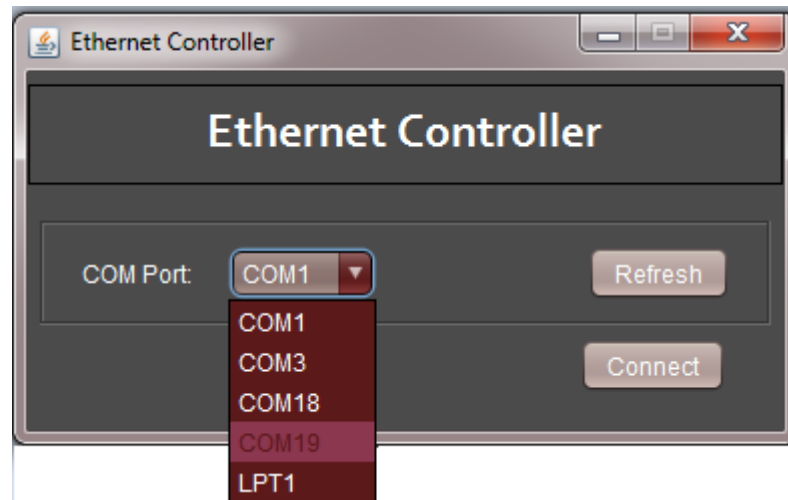 Ethernet Controller
Ethernet Controller
COM Port: COM1 Refresh
COM1
COM3
Connect
COM18
COM19
LPT1